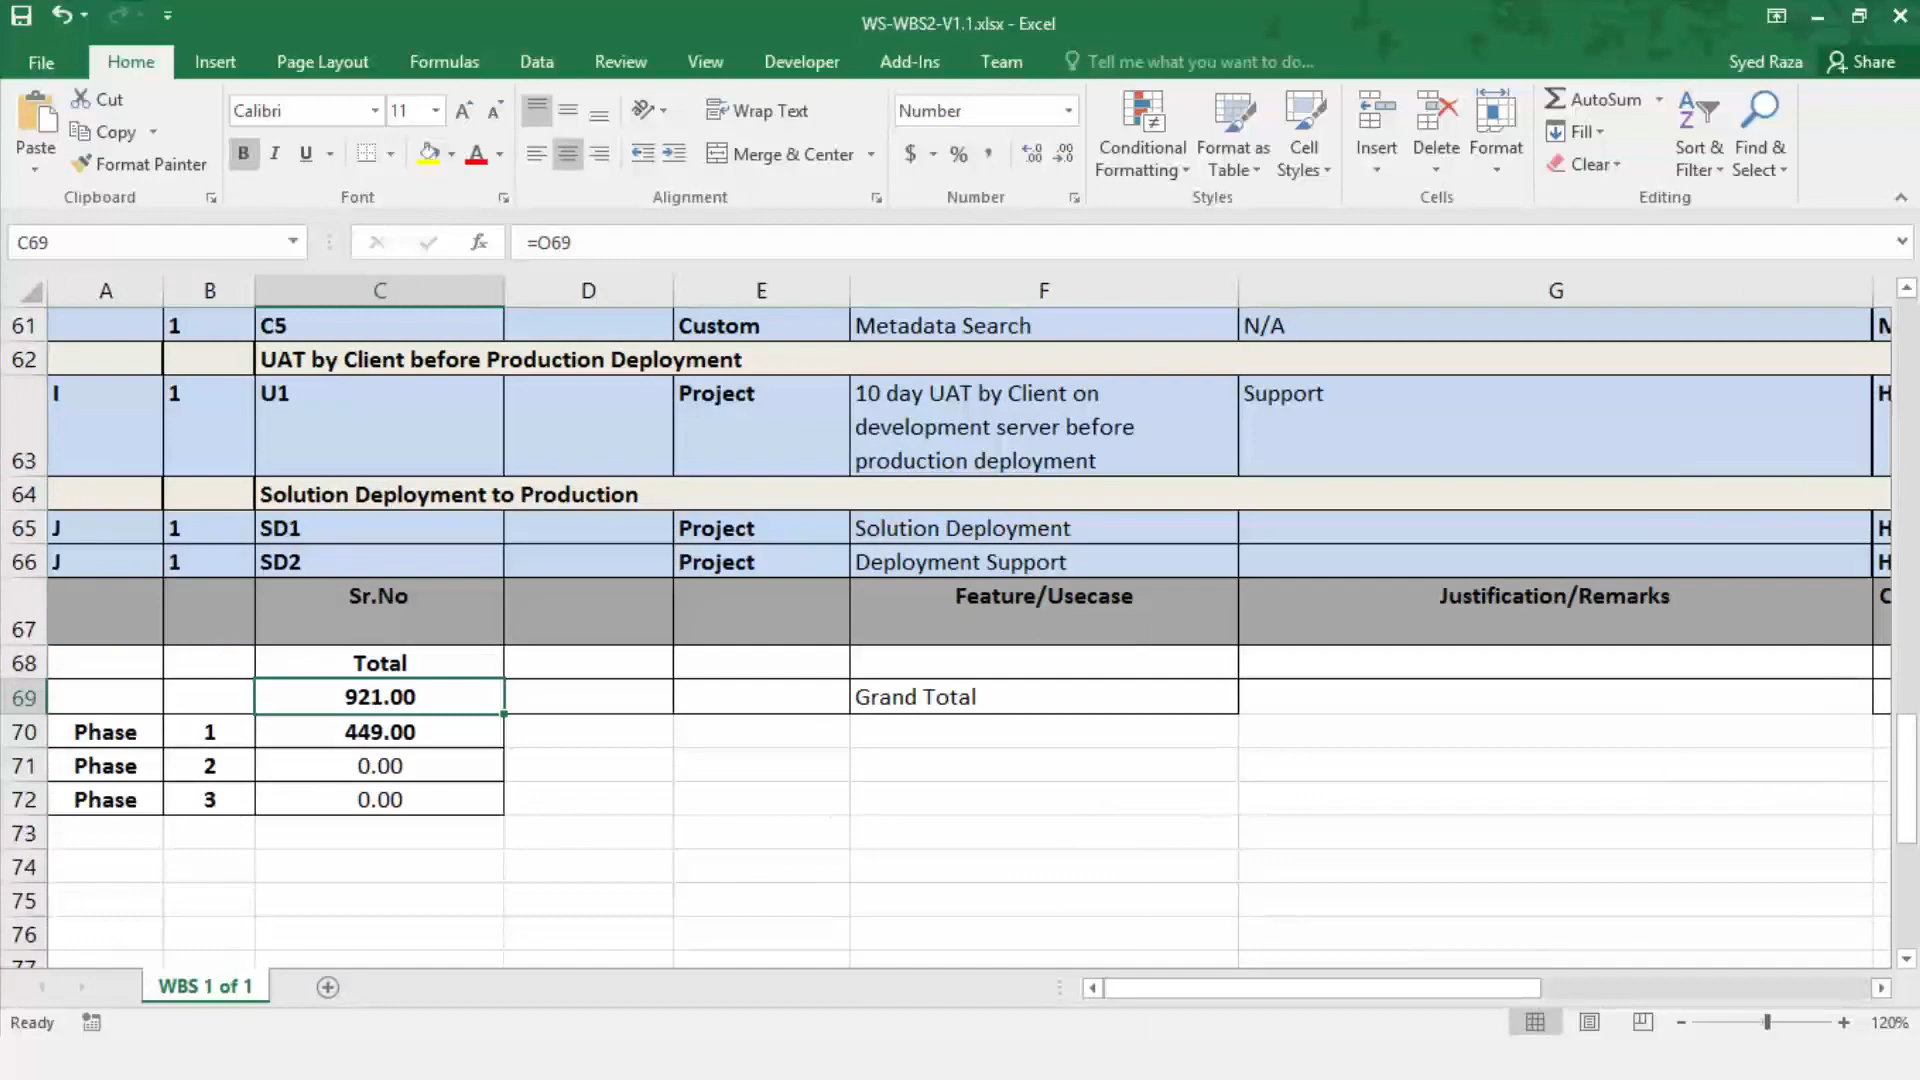 WS-WBS2-V1.1.xlsx - Excel
File Home Insert Page Layout Formulas Data Review View Developer Add-Ins Team Tell me what you want to do... Syed Raza Share
Paste
Cut
Copy
Format Painter
Clipboard
Calibri 11
B I U A
Font
Wrap Text
Merge & Center
Alignment
Number
$ % ,
Number
Conditional Formatting
Format as Table
Cell Styles
Styles
Insert Delete Format
Cells
AutoSum
Fill
Clear
Sort & Filter
Find & Select
Editing
C69 fx =O69
A B C D E F G
61 1 C5 Custom Metadata Search N/A
62 UAT by Client before Production Deployment
63 I 1 U1 Project 10 day UAT by Client on
development server before
production deployment
Support
64 Solution Deployment to Production
65 J 1 SD1 Project Solution Deployment H
66 J 1 SD2 Project Deployment Support H
67 Sr.No Feature/Usecase Justification/Remarks
68 Total
69 921.00 Grand Total
70 Phase 1 449.00
71 Phase 2 0.00
72 Phase 3 0.00
73
74
75
76
77
WBS 1 of 1
Ready 120%